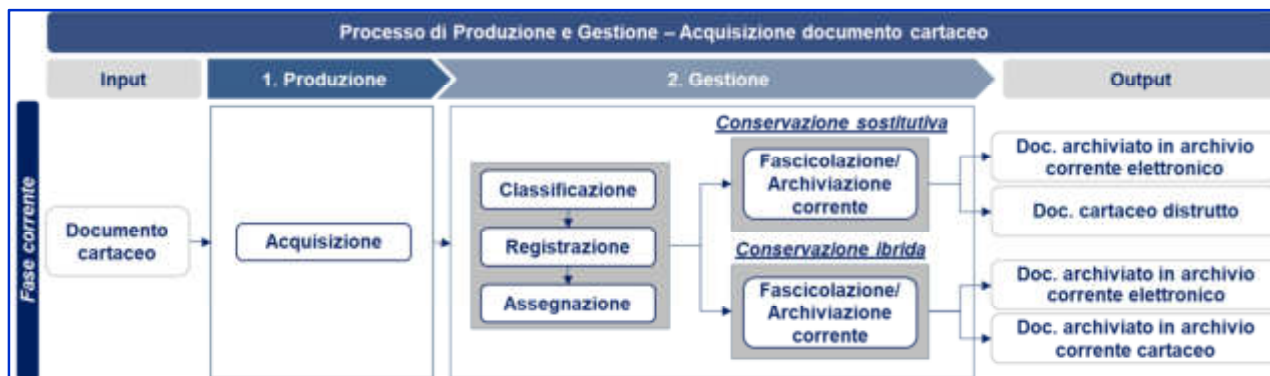 Processo di Produzione e Gestione – Acquisizione documento cartaceo
Input
1. Produzione
2. Gestione
Output
Fase corrente
Documento
cartaceo
Acquisizione
Classificazione
Registrazione
Assegnazione
Conservazione sostitutiva
Fascicolazione/
Archiviazione
corrente
Conservazione ibrida
Fascicolazione/
Archiviazione
corrente
Doc. archiviato in archivio
corrente elettronico
Doc. cartaceo distrutto
Doc. archiviato in archivio
corrente elettronico
Doc. archiviato in archivio
corrente cartaceo